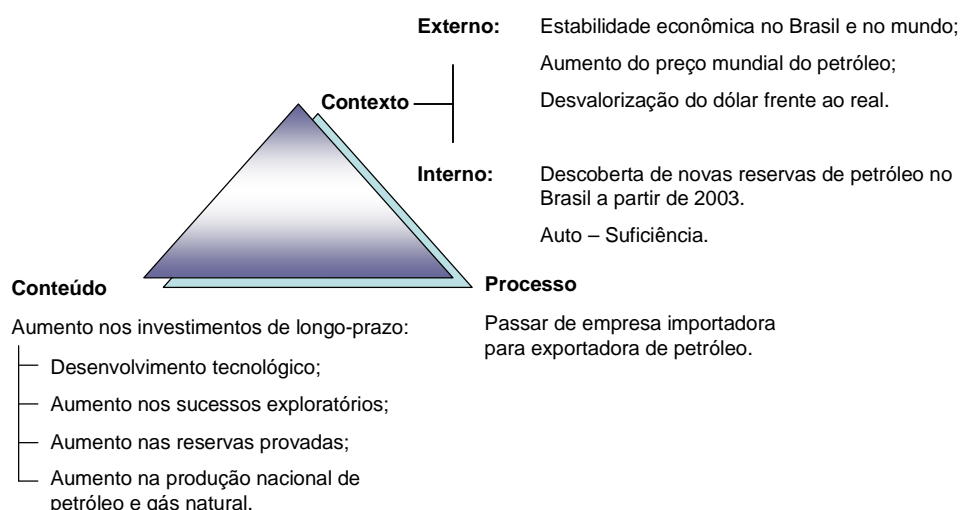 Externo: Estabilidade econômica no Brasil e no mundo;
Aumento do preço mundial do petróleo;
Contexto
Desvalorização do dólar frente ao real.
Interno: Descoberta de novas reservas de petróleo no
Brasil a partir de 2003.
Auto – Suficiência.
Conteúdo
Aumento nos investimentos de longo-prazo:
Desenvolvimento tecnológico;
Aumento nos sucessos exploratórios;
Aumento nas reservas provadas;
Aumento na produção nacional de
petróleo e gás natural.
Processo
Passar de empresa importadora
para exportadora de petróleo.